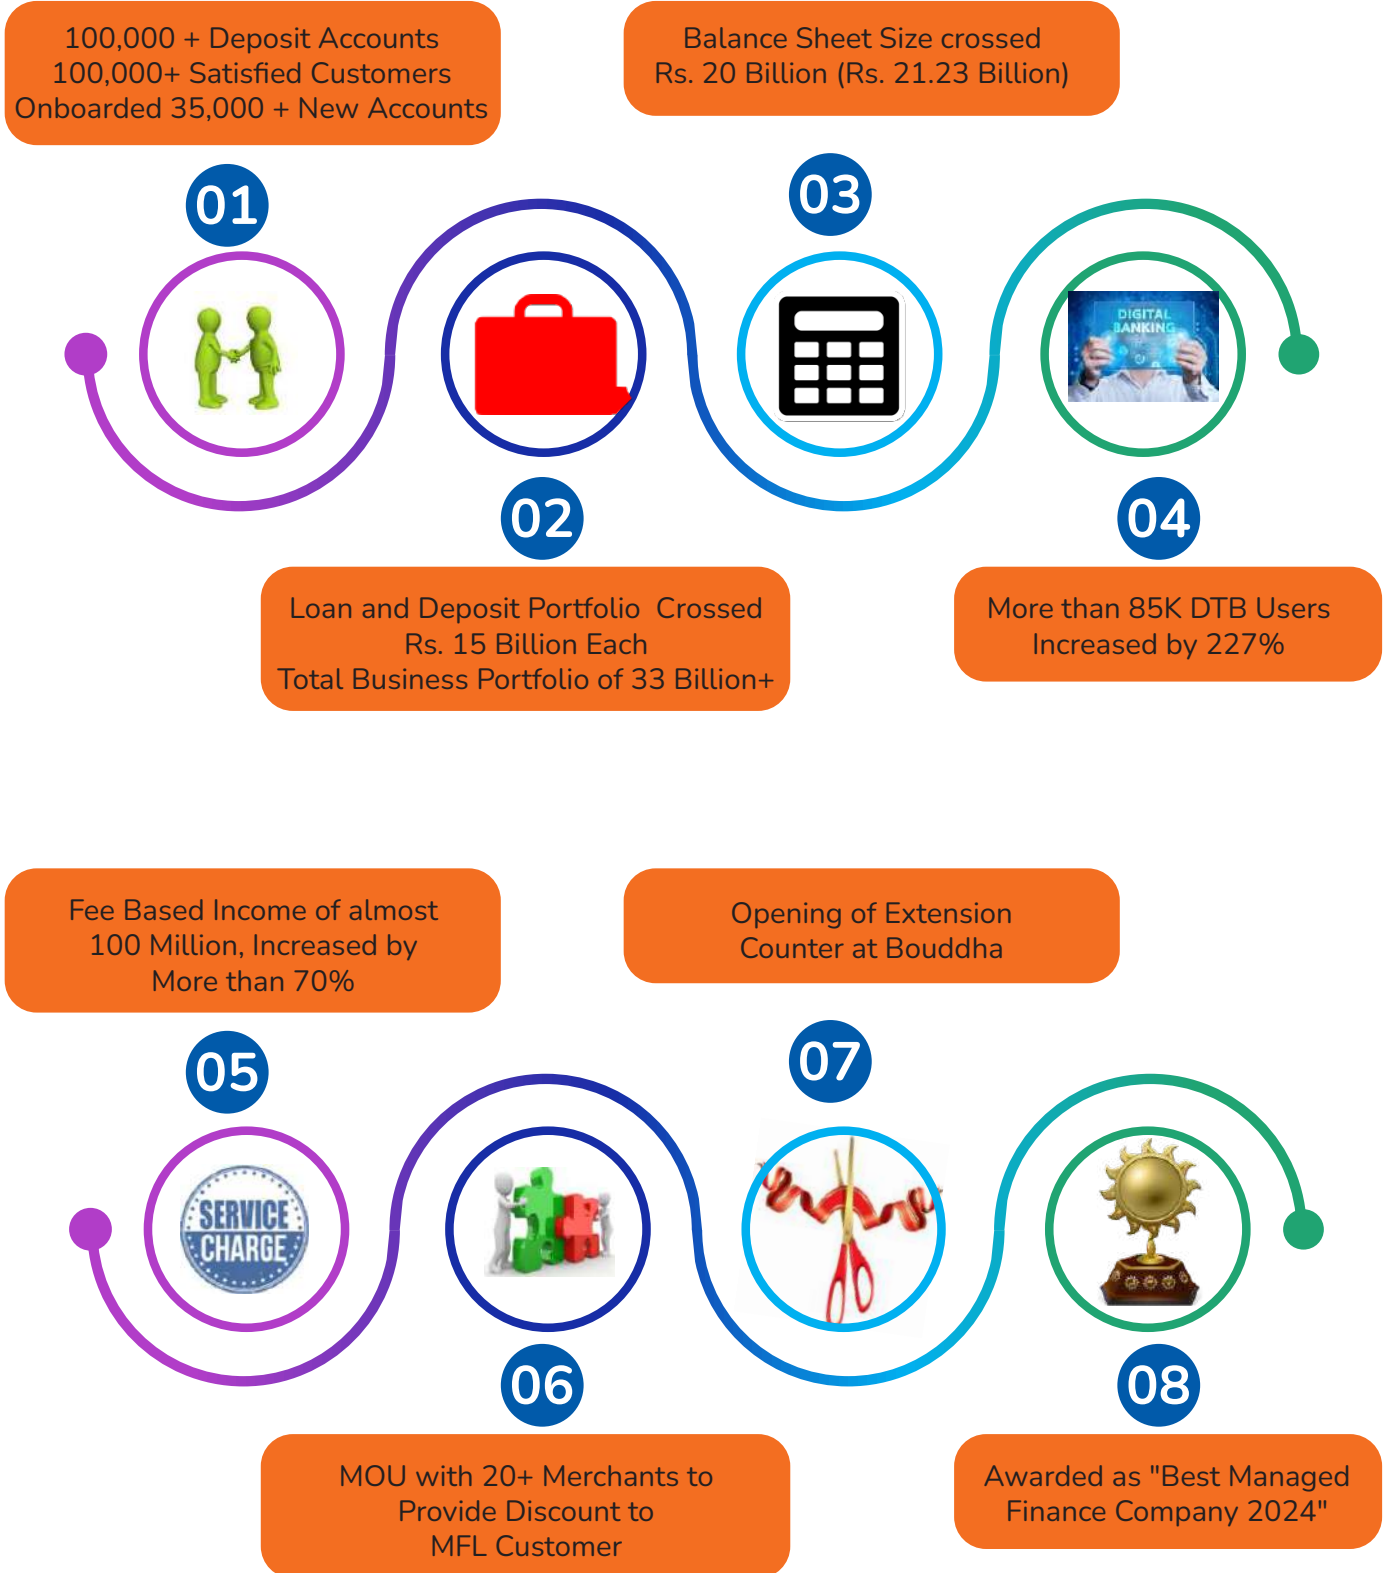 100,000 + Deposit Accounts
100,000+ Satisfied Customers
Onboarded 35,000 + New Accounts
01
Loan and Deposit Portfolio Crossed
Rs. 15 Billion Each
Total Business Portfolio of 33 Billion+
02
Balance Sheet Size crossed
Rs. 20 Billion (Rs. 21.23 Billion)
03
DIGITAL
BANKING
04
More than 85K DTB Users
Increased by 227%
Fee Based Income of almost
100 Million, Increased by
More than 70%
05
SERVICE
CHARGE
06
MOU with 20+ Merchants to
Provide Discount to
MFL Customer
Opening of Extension
Counter at Bouddha
07
08
Awarded as "Best Managed
Finance Company 2024"